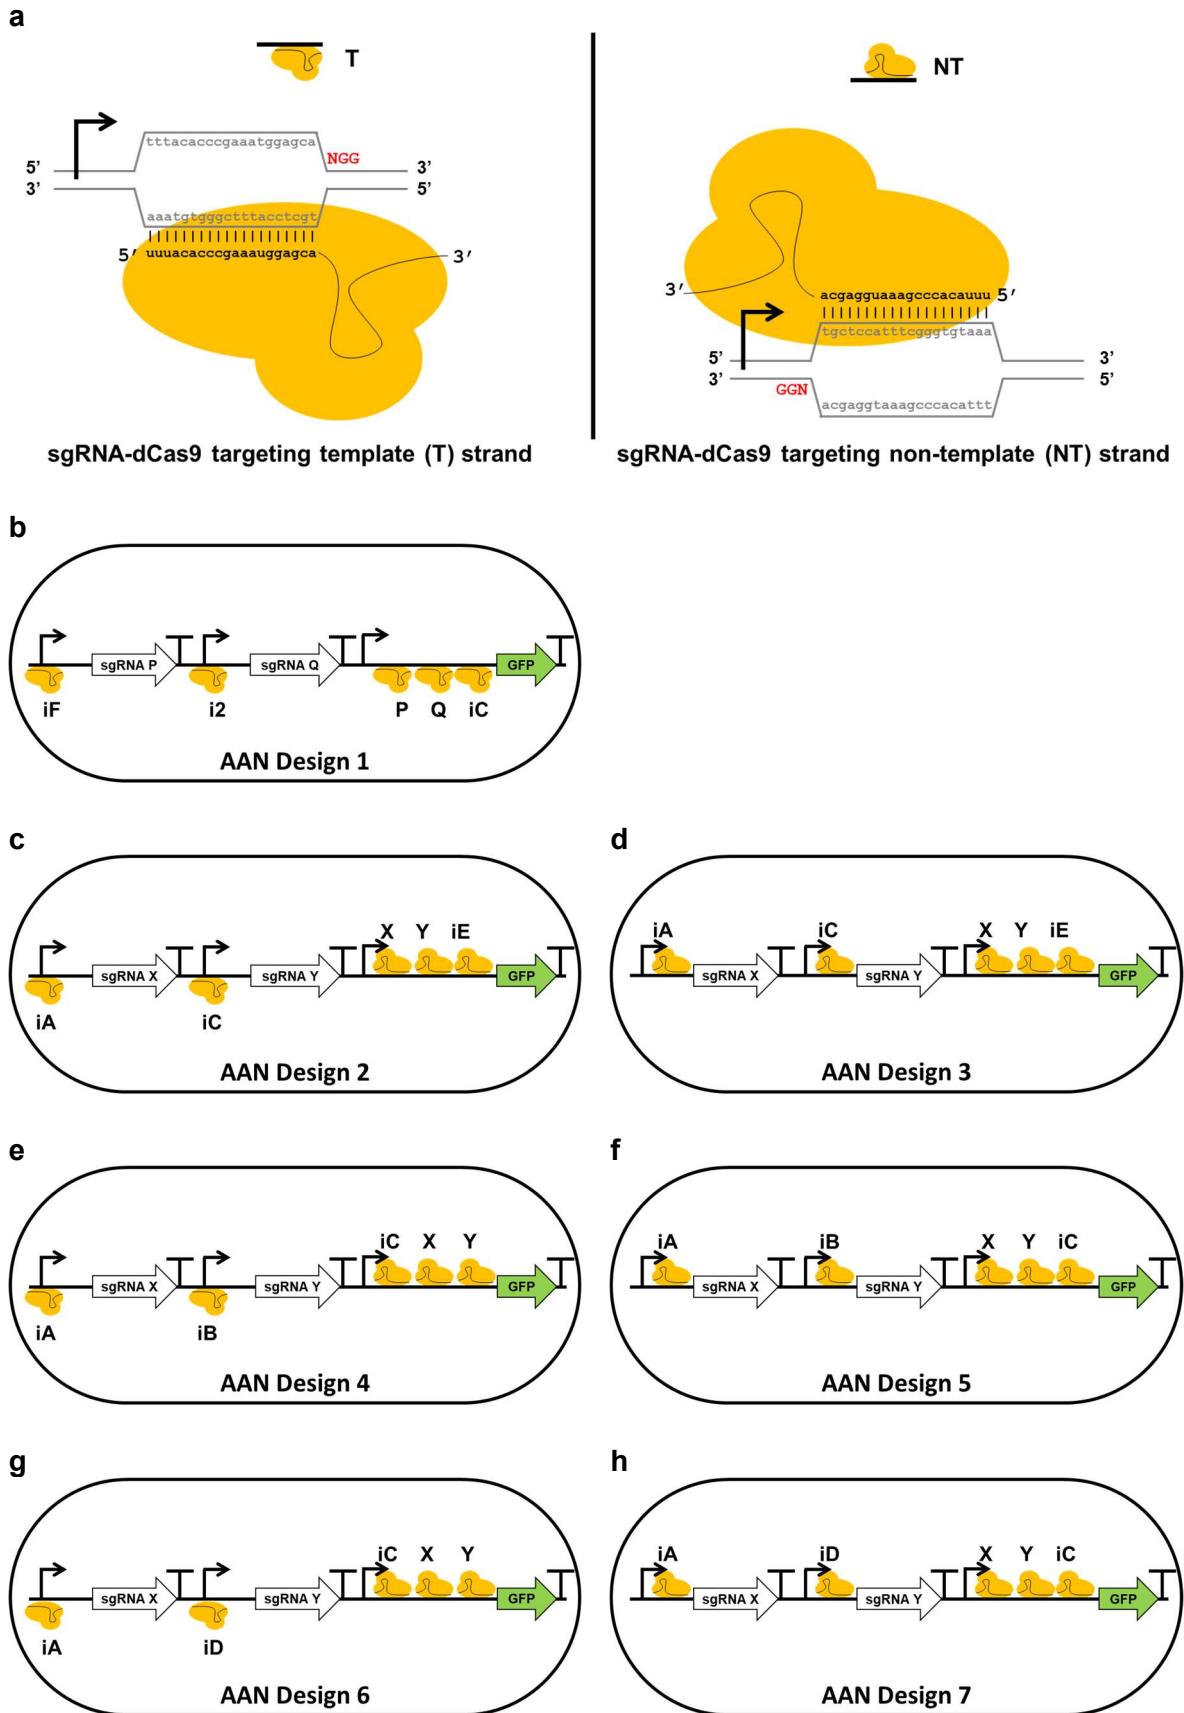 a
T
NT
tttacacccgaaatggagca
NGG
5' 3'
3' 5'
aaatgtgggctttacctcgt
5' uuuacacccgaaauggagca 3'
sgRNA-dCas9 targeting template (T) strand
3' acgagguaaagcccacauuu 5'
tgctccatttcgggtgtaaa
5' 3'
3' 5'
GGN
acgaggtaaagcccacattt
sgRNA-dCas9 targeting non-template (NT) strand
b
sgRNA P sgRNA Q GFP
iF i2 P Q iC
AAN Design 1
c
X Y iE
sgRNA X sgRNA Y GFP
iA iC
AAN Design 2
d
iA iC X Y iE
sgRNA X sgRNA Y GFP
AAN Design 3
e
iC X Y
sgRNA X sgRNA Y GFP
iA iB
AAN Design 4
f
iA iB X Y iC
sgRNA X sgRNA Y GFP
AAN Design 5
g
iC X Y
sgRNA X sgRNA Y GFP
iA iD
AAN Design 6
h
iA iD X Y iC
sgRNA X sgRNA Y GFP
AAN Design 7